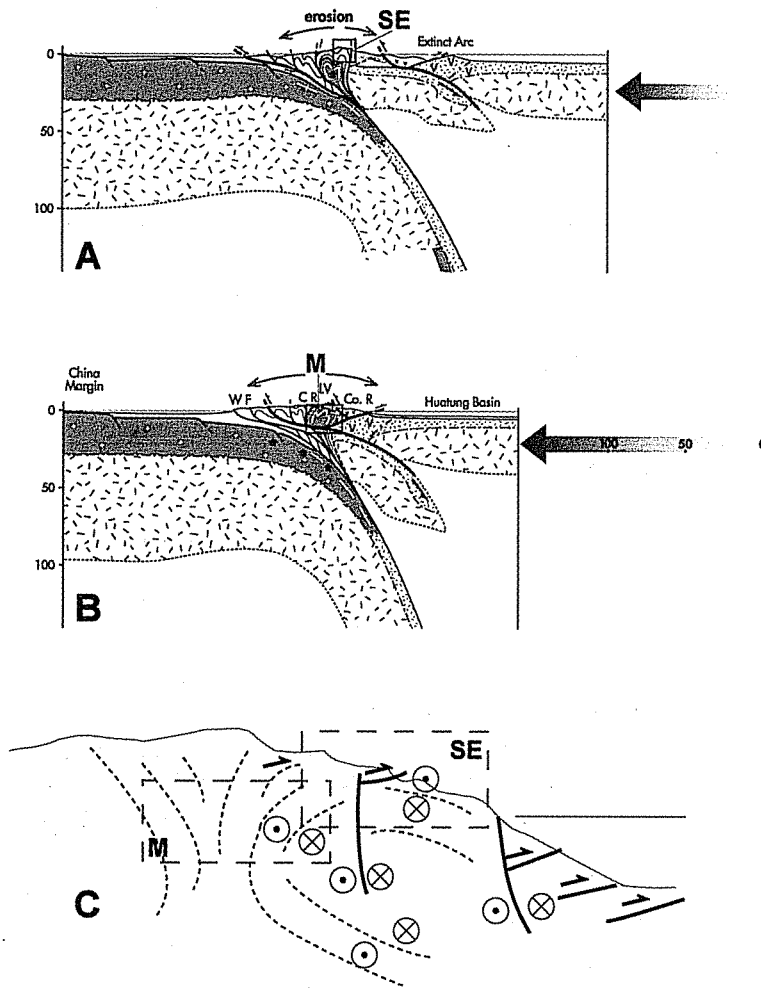 erosion
SE
Extinct Arc
0
50
100
A
China
Margin
M
LV
W F
C R
Co. R
Huatung Basin
0
100
50
50
100
B
SE
M
C